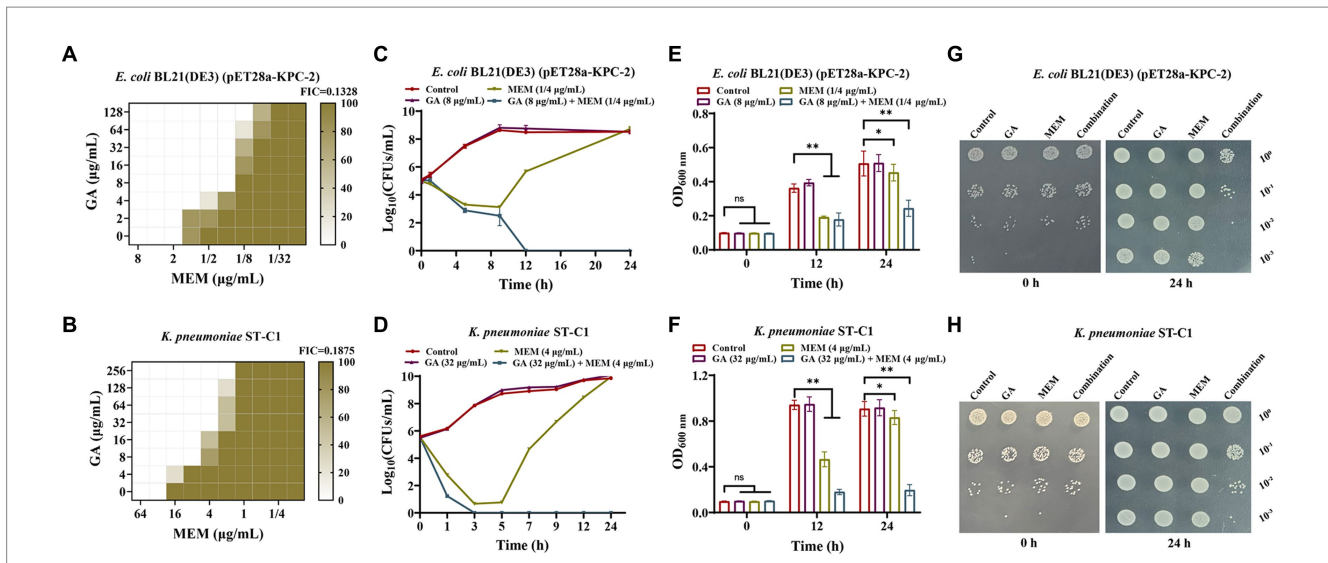 A
E. coli BL21(DE3) (pET28a-KPC-2)
FIC=0.1328
GA (μg/mL)
128
64
32
16
8
4
2
0
8 2 1/2 1/8 1/32
MEM (μg/mL)
100
80
60
40
20
0
C
E. coli BL21(DE3) (pET28a-KPC-2)
Control MEM (1/4 μg/mL)
GA (8 μg/mL) GA (8 μg/mL) + MEM (1/4 μg/mL)
Log10(CFUs/mL)
10
8
6
4
2
0
0 4 8 12 16 20 24
Time (h)
E
E. coli BL21(DE3) (pET28a-KPC-2)
Control MEM (1/4 μg/mL)
GA (8 μg/mL) GA (8 μg/mL) + MEM (1/4 μg/mL)
OD600 nm
0.8
0.6
0.4
0.2
0.0
ns
**
**
*
0 12 24
Time (h)
G
E. coli BL21(DE3) (pET28a-KPC-2)
Control GA MEM Combination
Control GA MEM Combination
10⁰
10⁻¹
10⁻²
10⁻³
0 h 24 h
B
K. pneumoniae ST-C1
FIC=0.1875
GA (μg/mL)
256
128
64
32
16
8
4
0
64 16 4 1 1/4
MEM (μg/mL)
100
80
60
40
20
0
D
K. pneumoniae ST-C1
Control MEM (4 μg/mL)
GA (32 μg/mL) GA (32 μg/mL) + MEM (4 μg/mL)
Log10(CFUs/mL)
10
8
6
4
2
0
0 1 3 5 7 9 12 24
Time (h)
F
K. pneumoniae ST-C1
Control MEM (4 μg/mL)
GA (32 μg/mL) GA (32 μg/mL) + MEM (4 μg/mL)
OD600 nm
1.2
0.9
0.6
0.3
0.0
ns
**
**
*
0 12 24
Time (h)
H
K. pneumoniae ST-C1
Control GA MEM Combination
Control GA MEM Combination
10⁰
10⁻¹
10⁻²
10⁻³
0 h 24 h